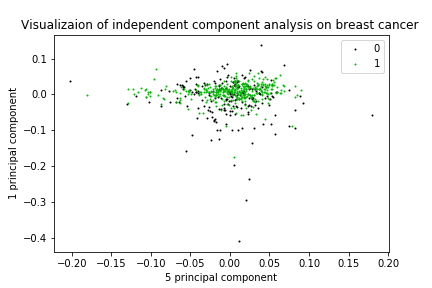 Visualizaion of independent component analysis on breast cancer
0
1
1 principal component
0.1
0.0
−0.1
−0.2
−0.3
−0.4
−0.20 −0.15 −0.10 −0.05 0.00 0.05 0.10 0.15 0.20
5 principal component